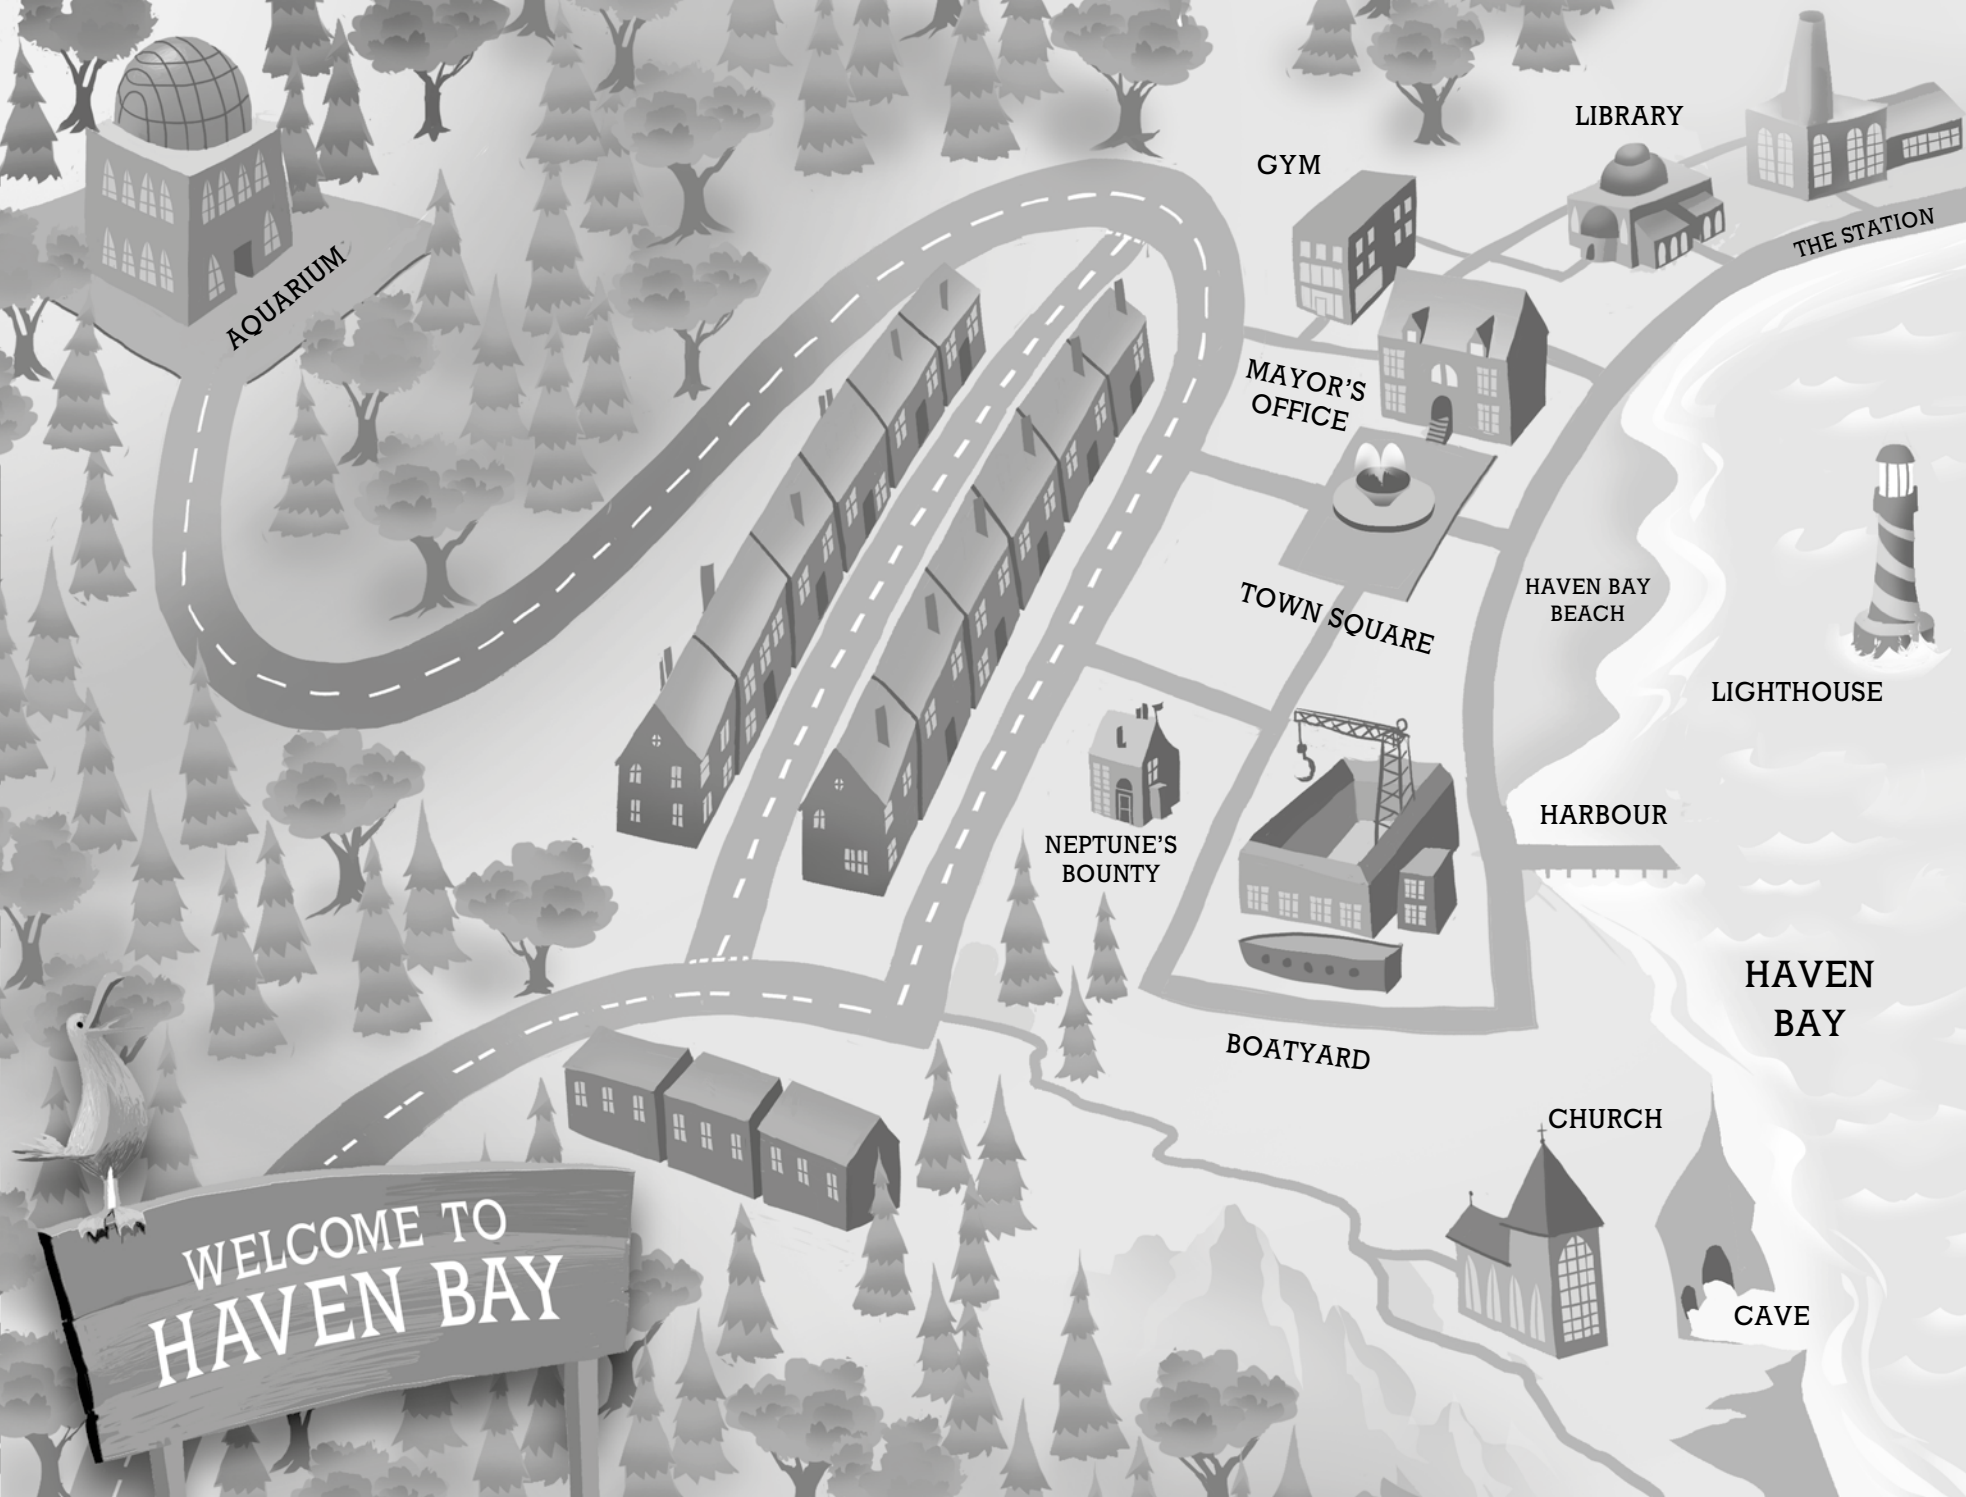 LIBRARY
GYM
THE STATION
AQUARIUM
MAYOR'S
OFFICE
HAVEN BAY
BEACH
TOWN SQUARE
LIGHTHOUSE
HARBOUR
NEPTUNE'S
BOUNTY
HAVEN
BAY
BOATYARD
CHURCH
WELCOME TO
HAVEN BAY
CAVE